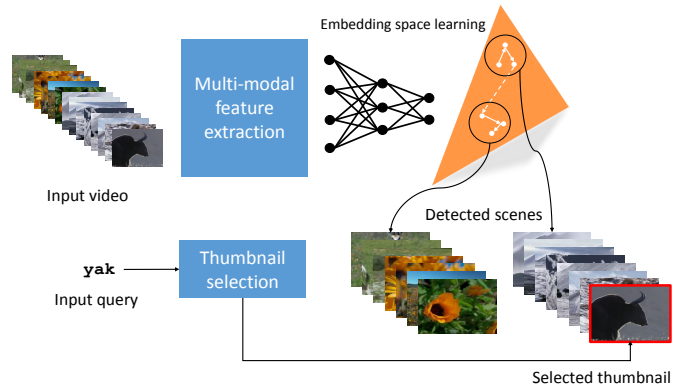 Embedding space learning
Multi-modal
feature
extraction
Input video
Detected scenes
yak
Thumbnail
selection
Input query
Selected thumbnail